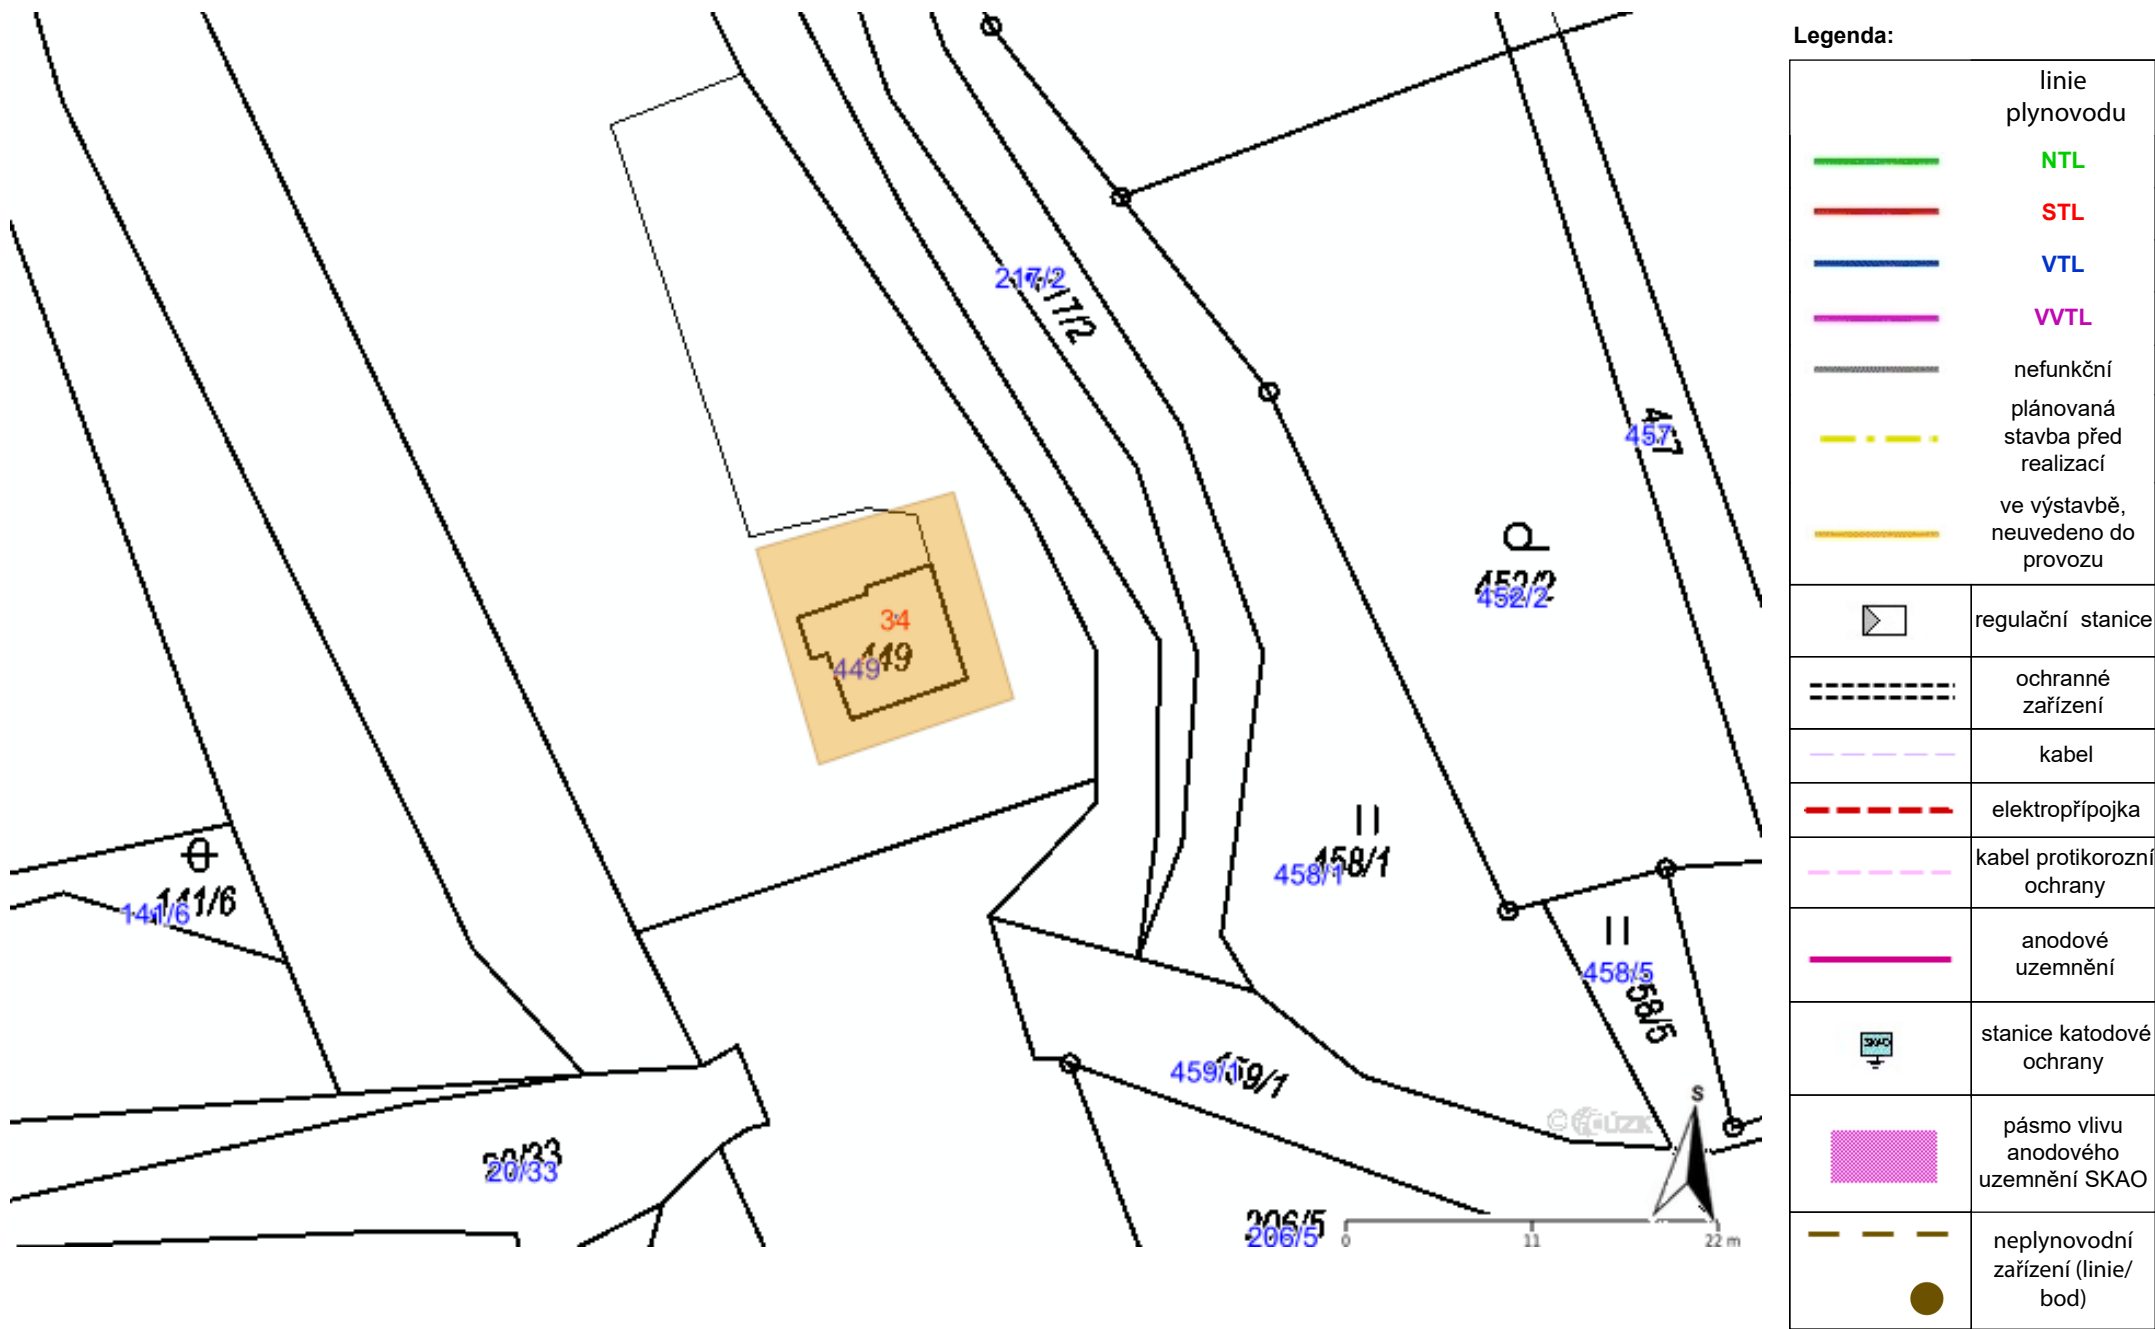 217/2
217/2
457
457
452/2
452/2
34
449
449
458/1
458/1
141/6
141/6
458/5
458/5
459/1
459/1
20/33
20/33
206/5
206/5
© ČÚZK
S
0 11 22 m
Legenda:
linie
plynovodu
NTL
STL
VTL
VVTL
nefunkční
plánovaná
stavba před
realizací
ve výstavbě,
neuvedeno do
provozu
regulační stanice
ochranné
zařízení
kabel
elektropřípojka
kabel protikorozní
ochrany
anodové
uzemnění
SKAO
stanice katodové
ochrany
pásmo vlivu
anodového
uzemnění SKAO
neplynovodní
zařízení (linie/
bod)